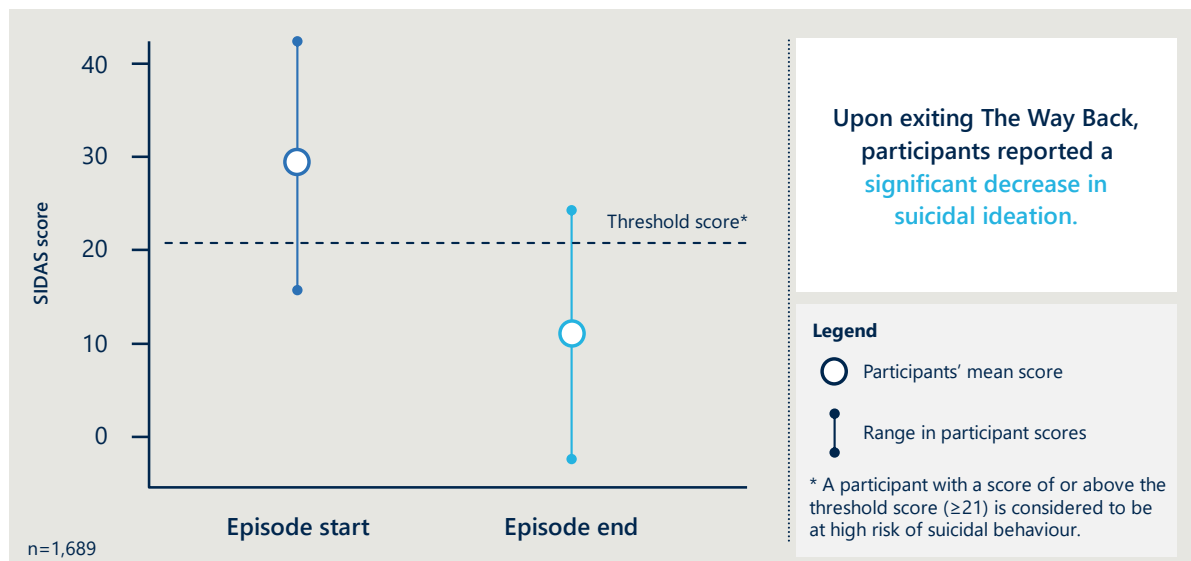 40
30
20
10
0
SIDAS score
Threshold score*
Episode start
Episode end
n=1,689
Upon exiting The Way Back,
participants reported a
significant decrease in
suicidal ideation.
Legend
Participants’ mean score
Range in participant scores
* A participant with a score of or above the
threshold score (≥21) is considered to be
at high risk of suicidal behaviour.